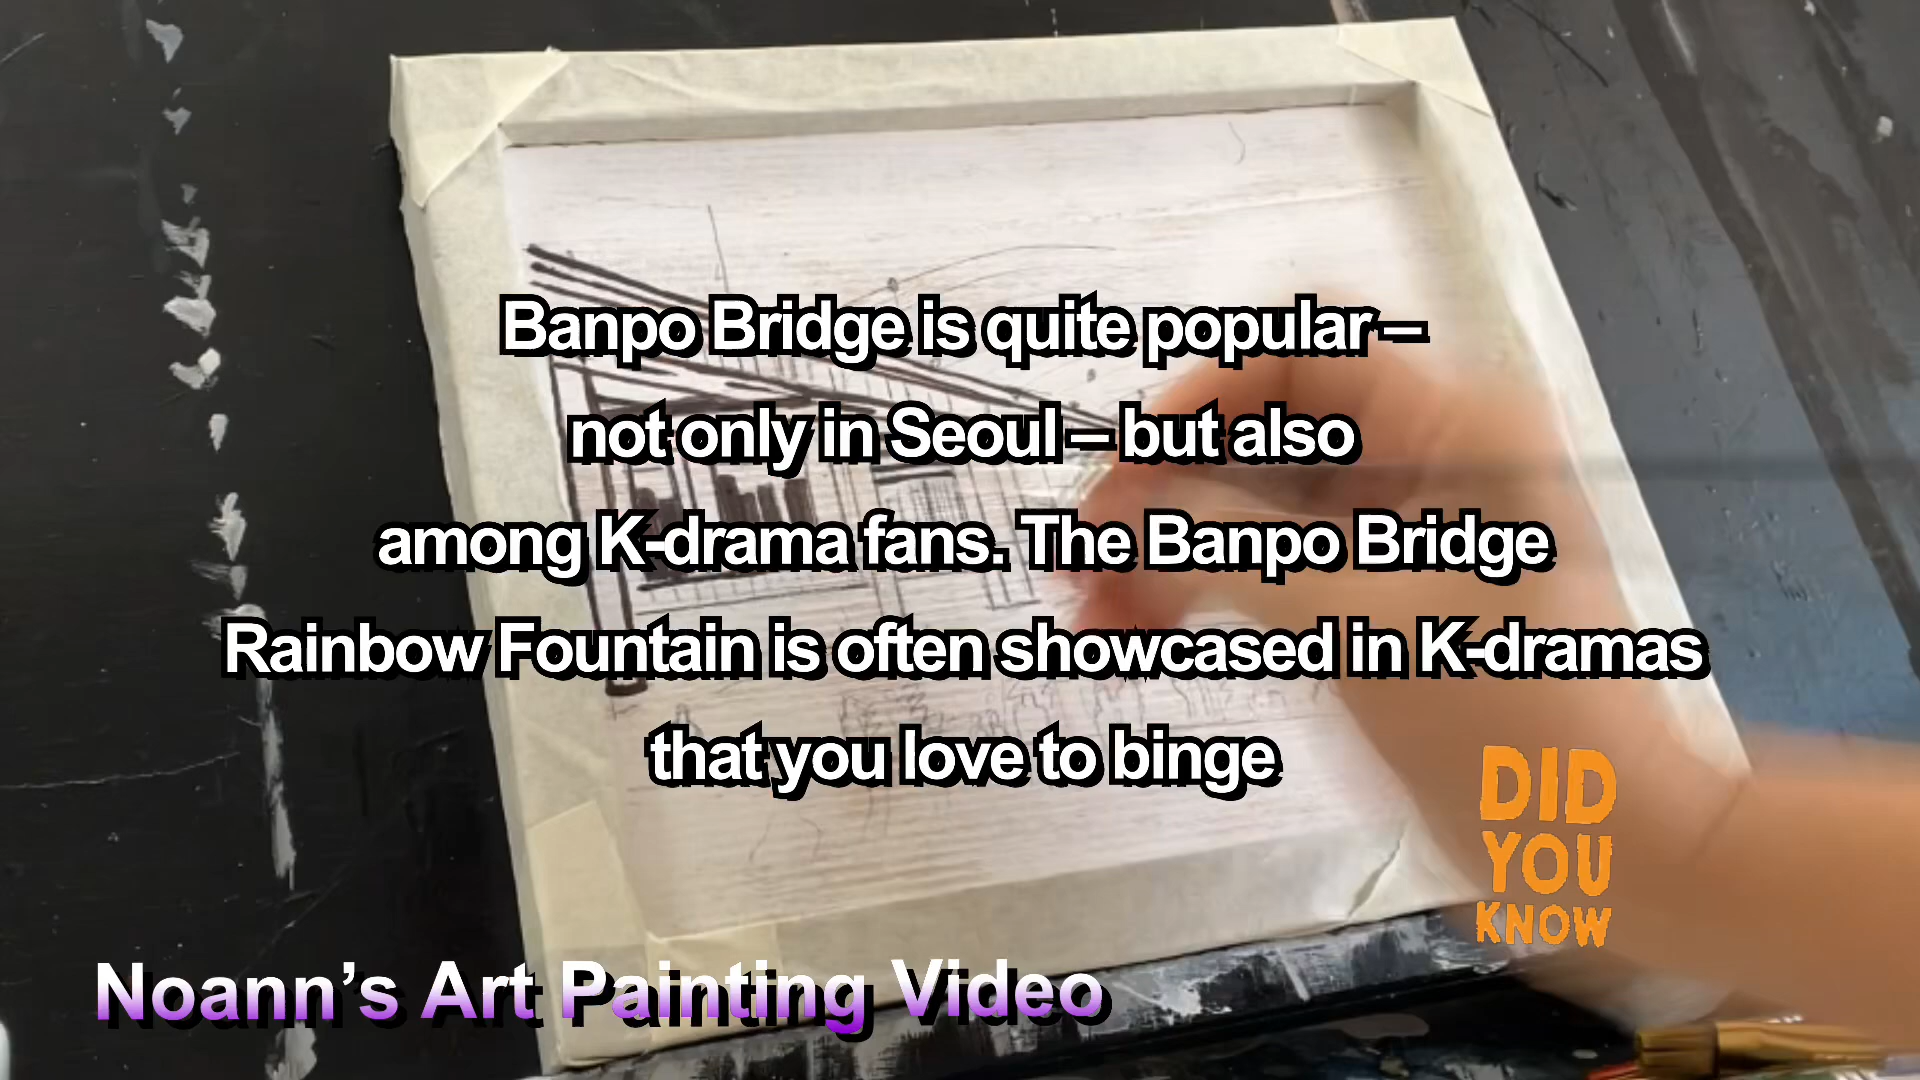 Banpo Bridge is quite popular –
not only in Seoul – but also
among K-drama fans. The Banpo Bridge
Rainbow Fountain is often showcased in K-dramas
that you love to binge
DID
YOU
KNOW
Noann’s Art Painting Video